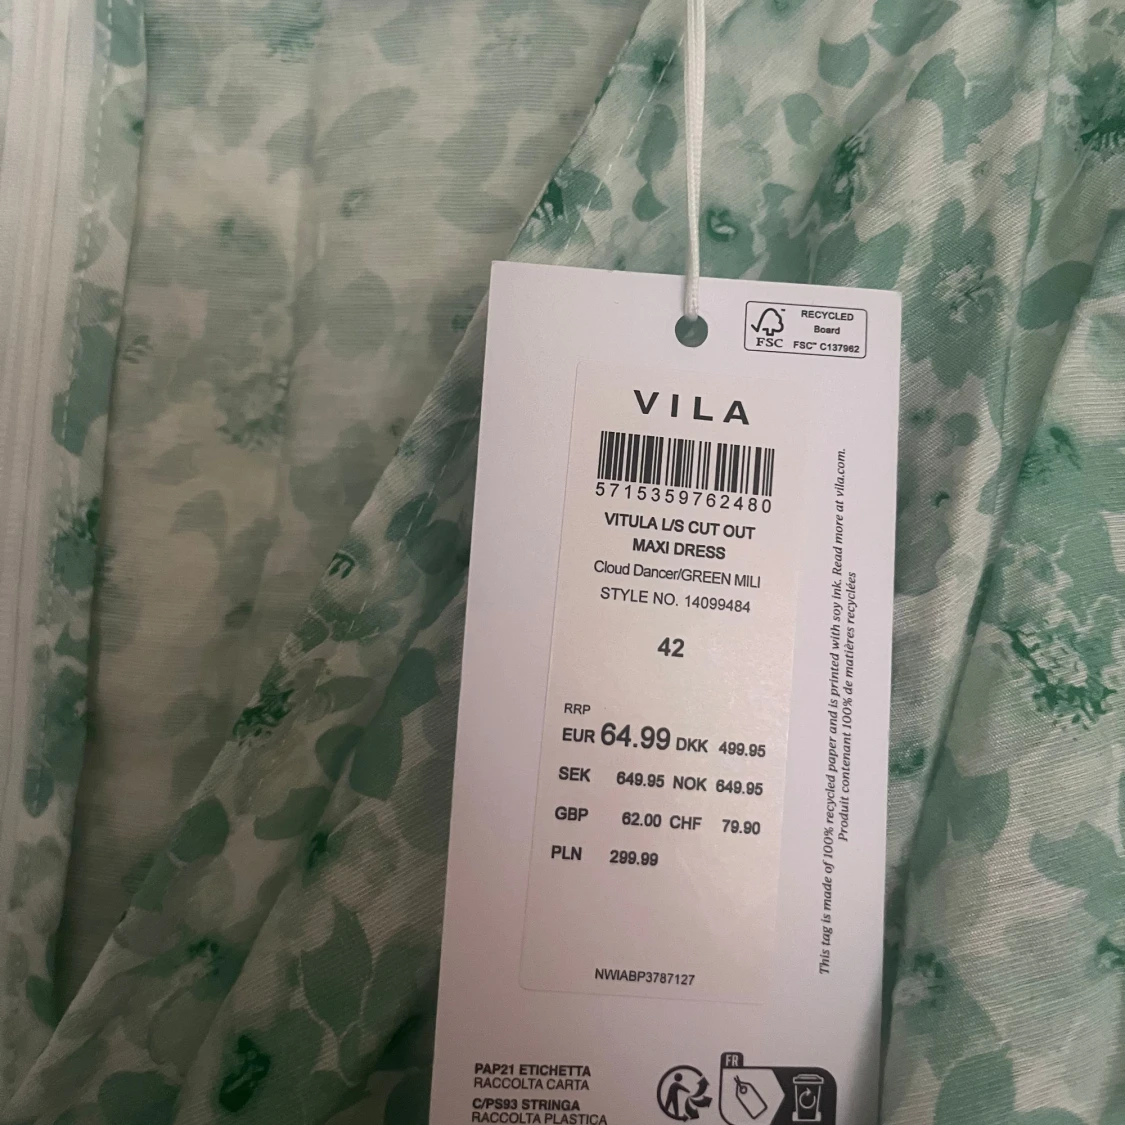 RECYCLED
Board
FSC™ C137962
FSC
VILA
5715359762480
VITULA L/S CUT OUT
MAXI DRESS
Cloud Dancer/GREEN MILI
STYLE NO. 14099484
42
RRP
EUR 64.99 DKK 499.95
SEK 649.95 NOK 649.95
GBP 62.00 CHF 79.90
PLN 299.99
NWIABP3787127
This tag is made of 100% recycled paper and is printed with soy ink. Read more at vila.com.
Produit contenant 100% de matières recyclées
PAP21 ETICHETTA
RACCOLTA CARTA
C/PS93 STRINGA
RACCOLTA PLASTICA
FR